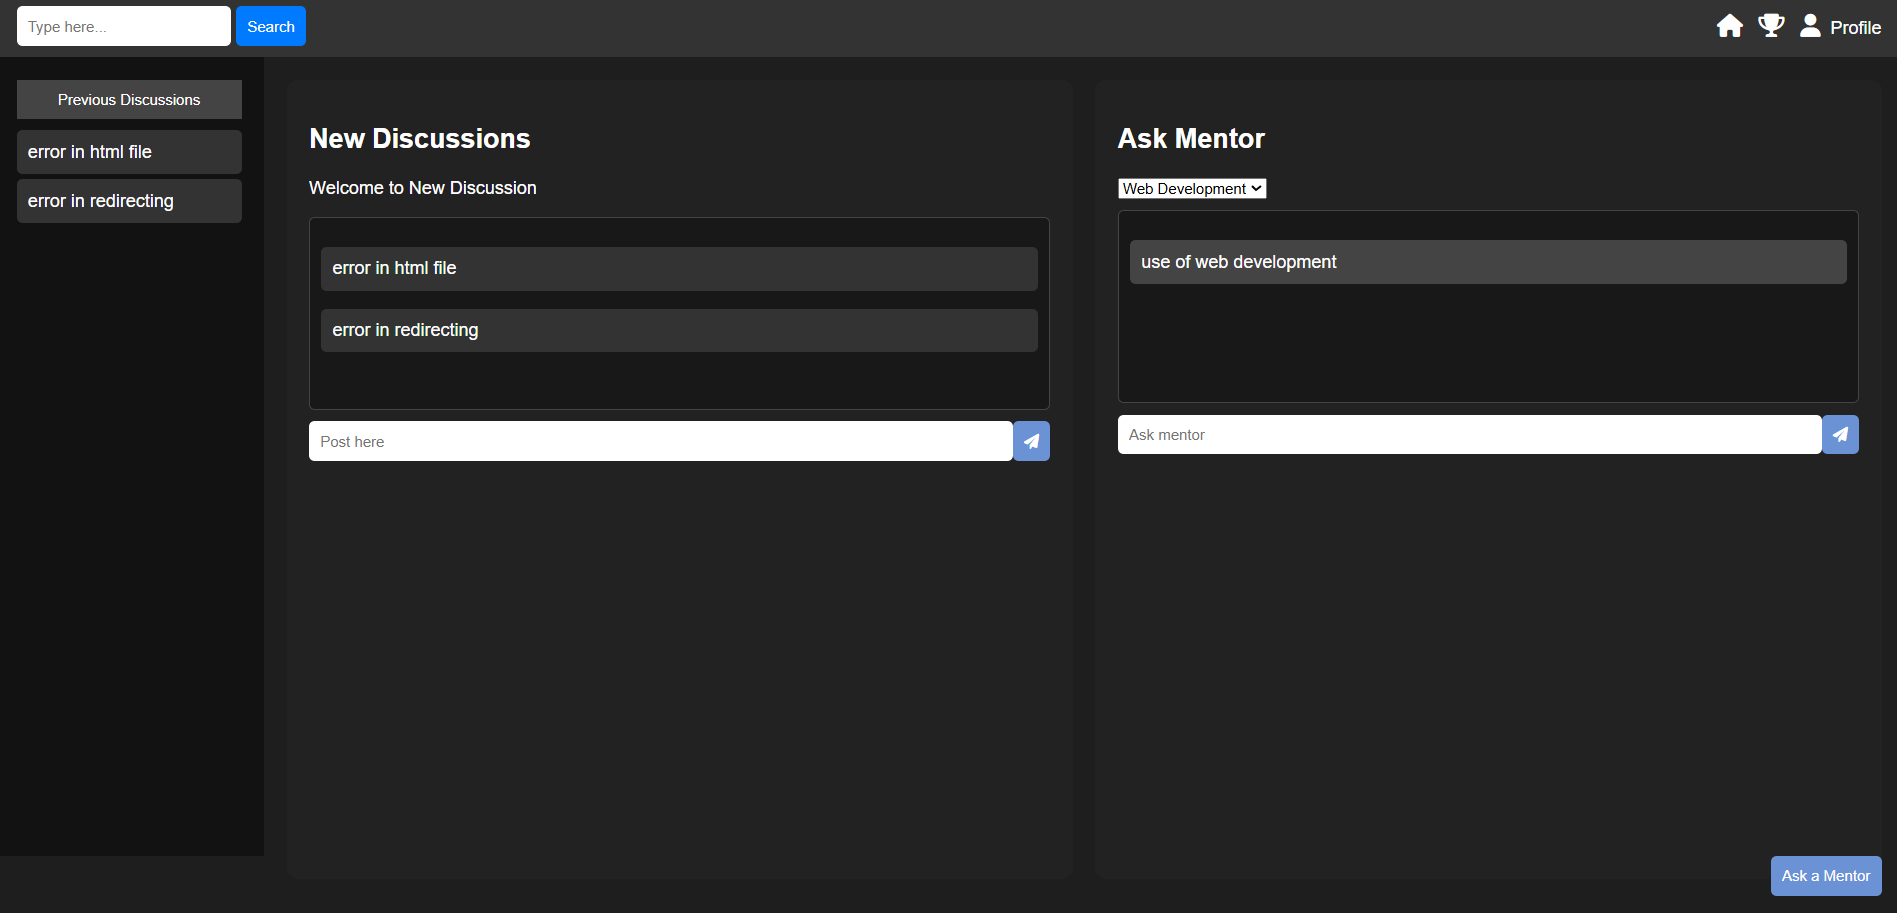 Type here...
Search
Profile
Previous Discussions
error in html file
error in redirecting
New Discussions
Welcome to New Discussion
error in html file
error in redirecting
Post here
Ask Mentor
Web Development
use of web development
Ask mentor
Ask a Mentor